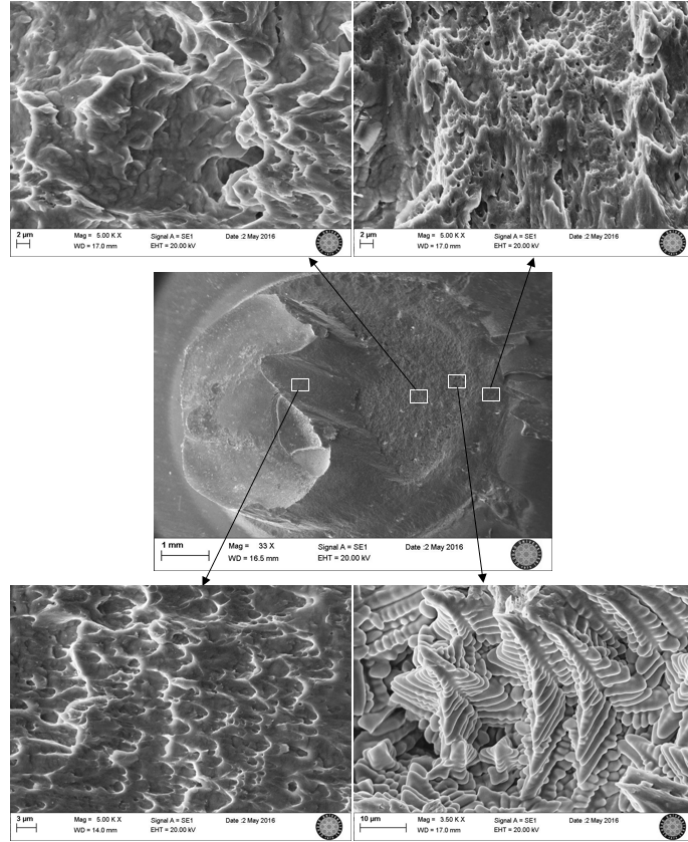 2 µm Mag = 5.00 K X Signal A = SE1 Date :2 May 2016
WD = 17.0 mm EHT = 20.00 kV
2 µm Mag = 5.00 K X Signal A = SE1 Date :2 May 2016
WD = 17.0 mm EHT = 20.00 kV
1 mm Mag = 33 X Signal A = SE1 Date :2 May 2016
WD = 16.5 mm EHT = 20.00 kV
3 µm Mag = 5.00 K X Signal A = SE1 Date :2 May 2016
WD = 14.0 mm EHT = 20.00 kV
10 µm Mag = 3.50 K X Signal A = SE1 Date :2 May 2016
WD = 17.0 mm EHT = 20.00 kV